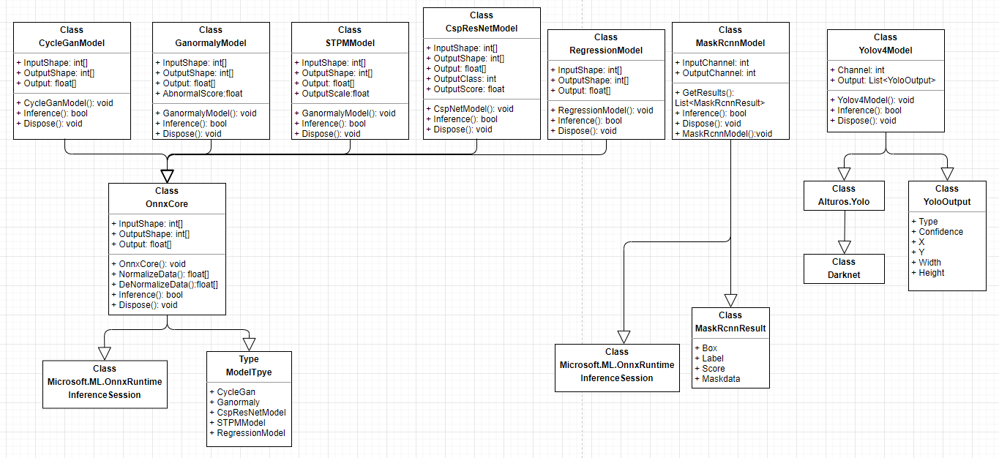 Class
CycleGanModel
+ InputShape: int[]
+ OutputShape: int[]
+ Output: float[]
+ CycleGanModel(): void
+ Inference(): bool
+ Dispose(): void
Class
GanormalyModel
+ InputShape: int[]
+ OutputShape: int[]
+ Output: float[]
+ AbnormalScore:float
+ GanormalyModel(): void
+ Inference(): bool
+ Dispose(): void
Class
STPMModel
+ InputShape: int[]
+ OutputShape: int[]
+ Output: float[]
+ OutputScale:float
+ GanormalyModel(): void
+ Inference(): bool
+ Dispose(): void
Class
CspResNetModel
+ InputShape: int[]
+ OutputShape: int[]
+ Output: float[]
+ OutputClass: int
+ OutputScore: float
+ CspNetModel(): void
+ Inference(): bool
+ Dispose(): void
Class
RegressionModel
+ InputShape: int[]
+ OutputShape: int[]
+ Output: float[]
+ RegressionModel(): void
+ Inference(): bool
+ Dispose(): void
Class
MaskRcnnModel
+ InputChannel: int
+ OutputChannel: int
+ GetResults():
List<MaskRcnnResult>
+ Inference(): bool
+ Dispose(): void
+ MaskRcnnModel():void
Class
Yolov4Model
+ Channel: int
+ Output: List<YoloOutput>
+ Yolov4Model(): void
+ Inference(): bool
+ Dispose(): void
Class
OnnxCore
+ InputShape: int[]
+ OutputShape: int[]
+ Output: float[]
+ OnnxCore(): void
+ NormalizeData(): float[]
+ DeNormalizeData():float[]
+ Inference(): bool
+ Dispose(): void
Class
Alturos.Yolo
Class
YoloOutput
+ Type
+ Confidence
+ X
+ Y
+ Width
+ Height
Class
Darknet
Class
Microsoft.ML.OnnxRuntime
InferenceSession
Type
ModelTpye
+ CycleGan
+ Ganormaly
+ CspResNetModel
+ STPMModel
+ RegressionModel
Class
Microsoft.ML.OnnxRuntime
InferenceSession
Class
MaskRcnnResult
+ Box
+ Label
+ Score
+ Maskdata